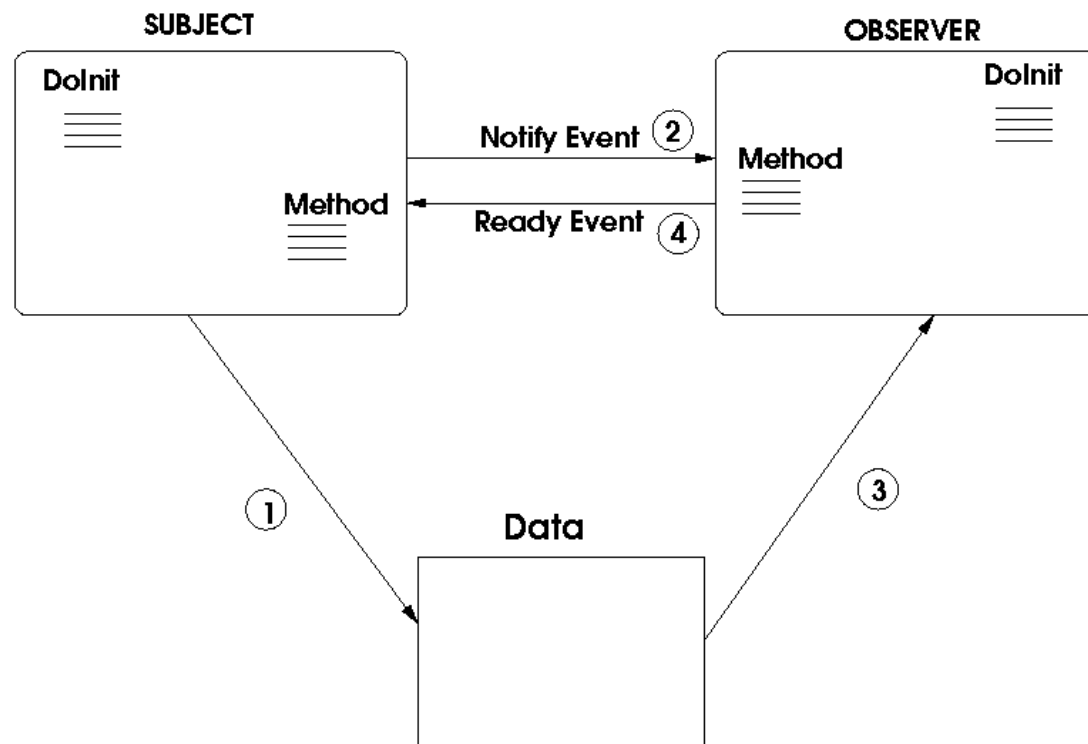 SUBJECT
OBSERVER
DoInit
DoInit
Notify Event 2
Method
Method
Ready Event 4
1
3
Data